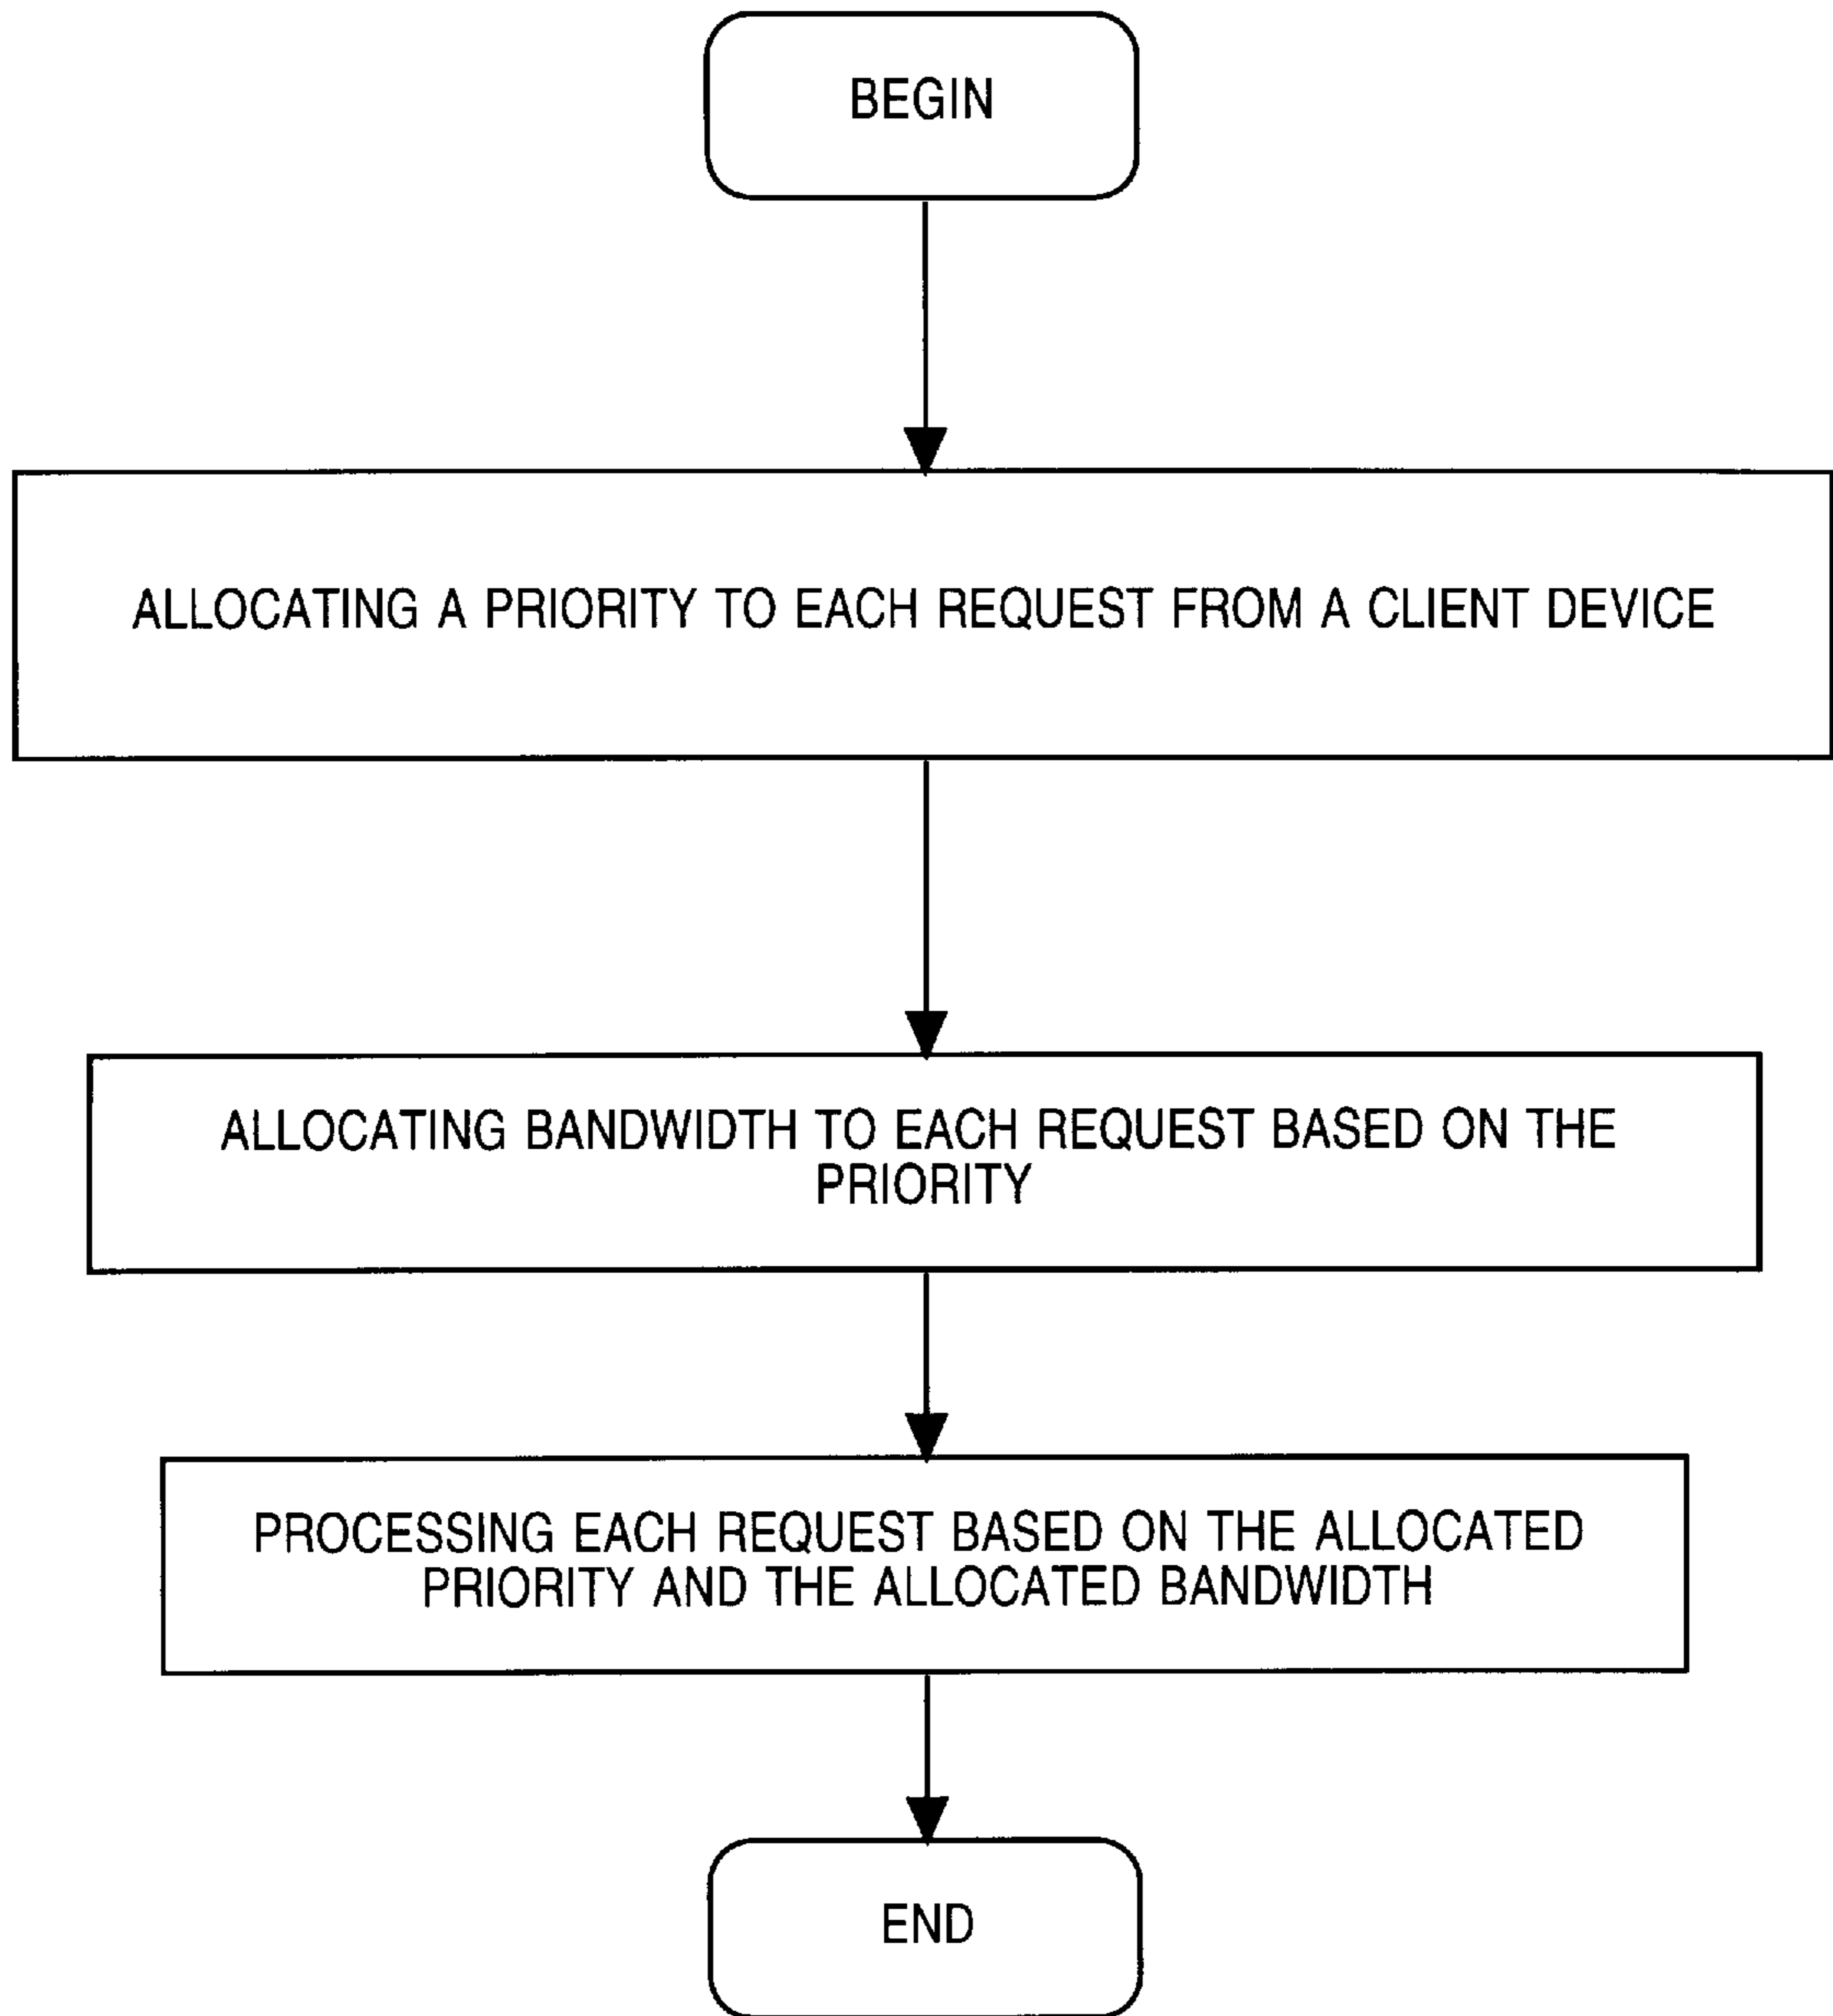 BEGIN
ALLOCATING A PRIORITY TO EACH REQUEST FROM A CLIENT DEVICE
ALLOCATING BANDWIDTH TO EACH REQUEST BASED ON THE
PRIORITY
PROCESSING EACH REQUEST BASED ON THE ALLOCATED
PRIORITY AND THE ALLOCATED BANDWIDTH
END